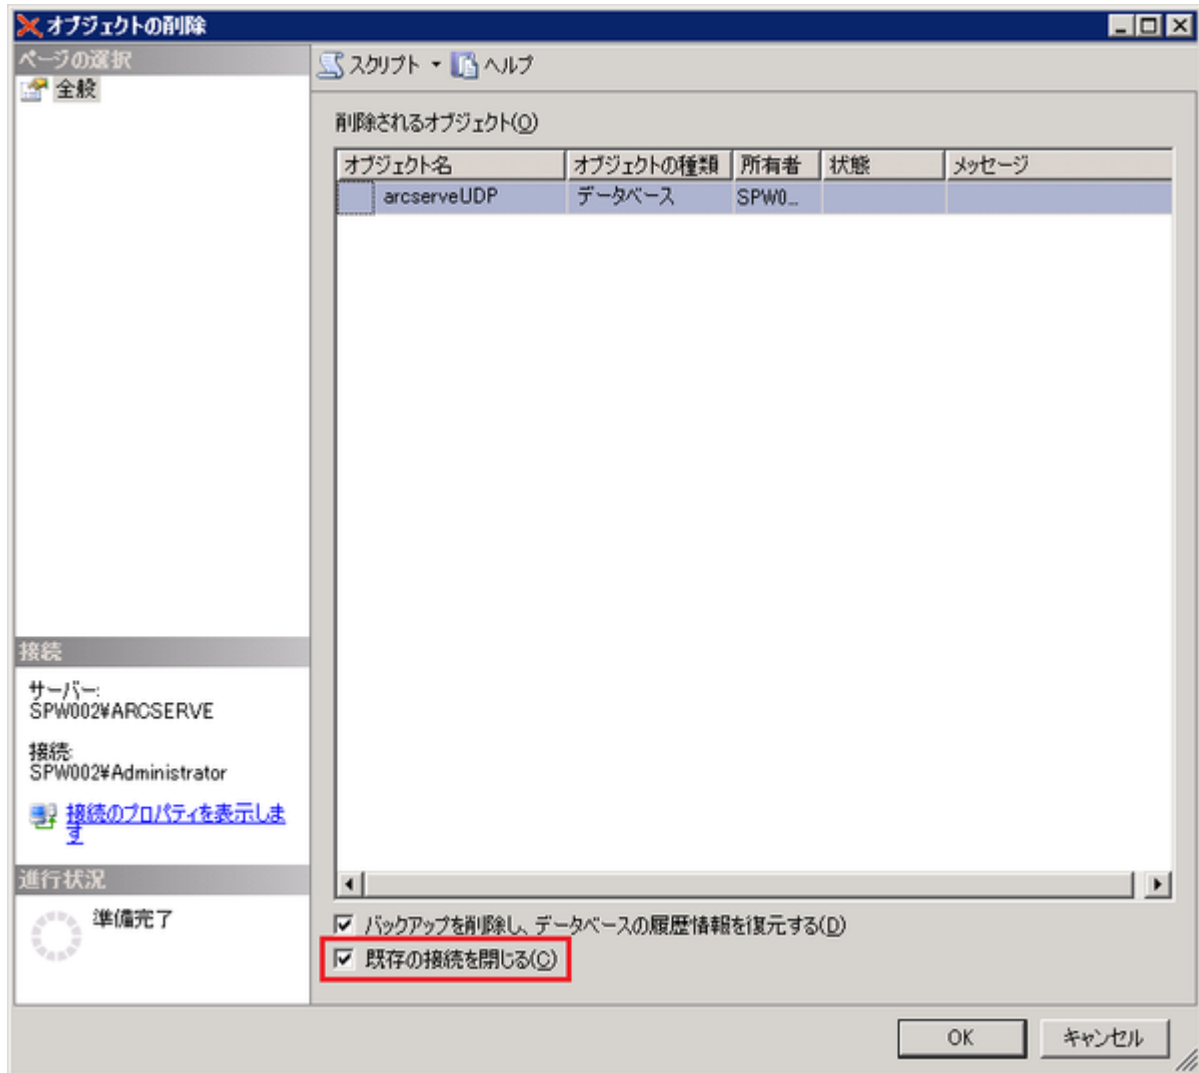 オブジェクトの削除
ページの選択
全般
スクリプト ヘルプ
削除されるオブジェクト(O)
オブジェクト名 オブジェクトの種類 所有者 状態 メッセージ
arcserveUDP データベース SPW0...
接続
サーバー:
SPW002¥ARCSERVE
接続:
SPW002¥Administrator
接続のプロパティを表示しま
す
進行状況
準備完了
バックアップを削除し、データベースの履歴情報を復元する(D)
既存の接続を閉じる(C)
OK キャンセル